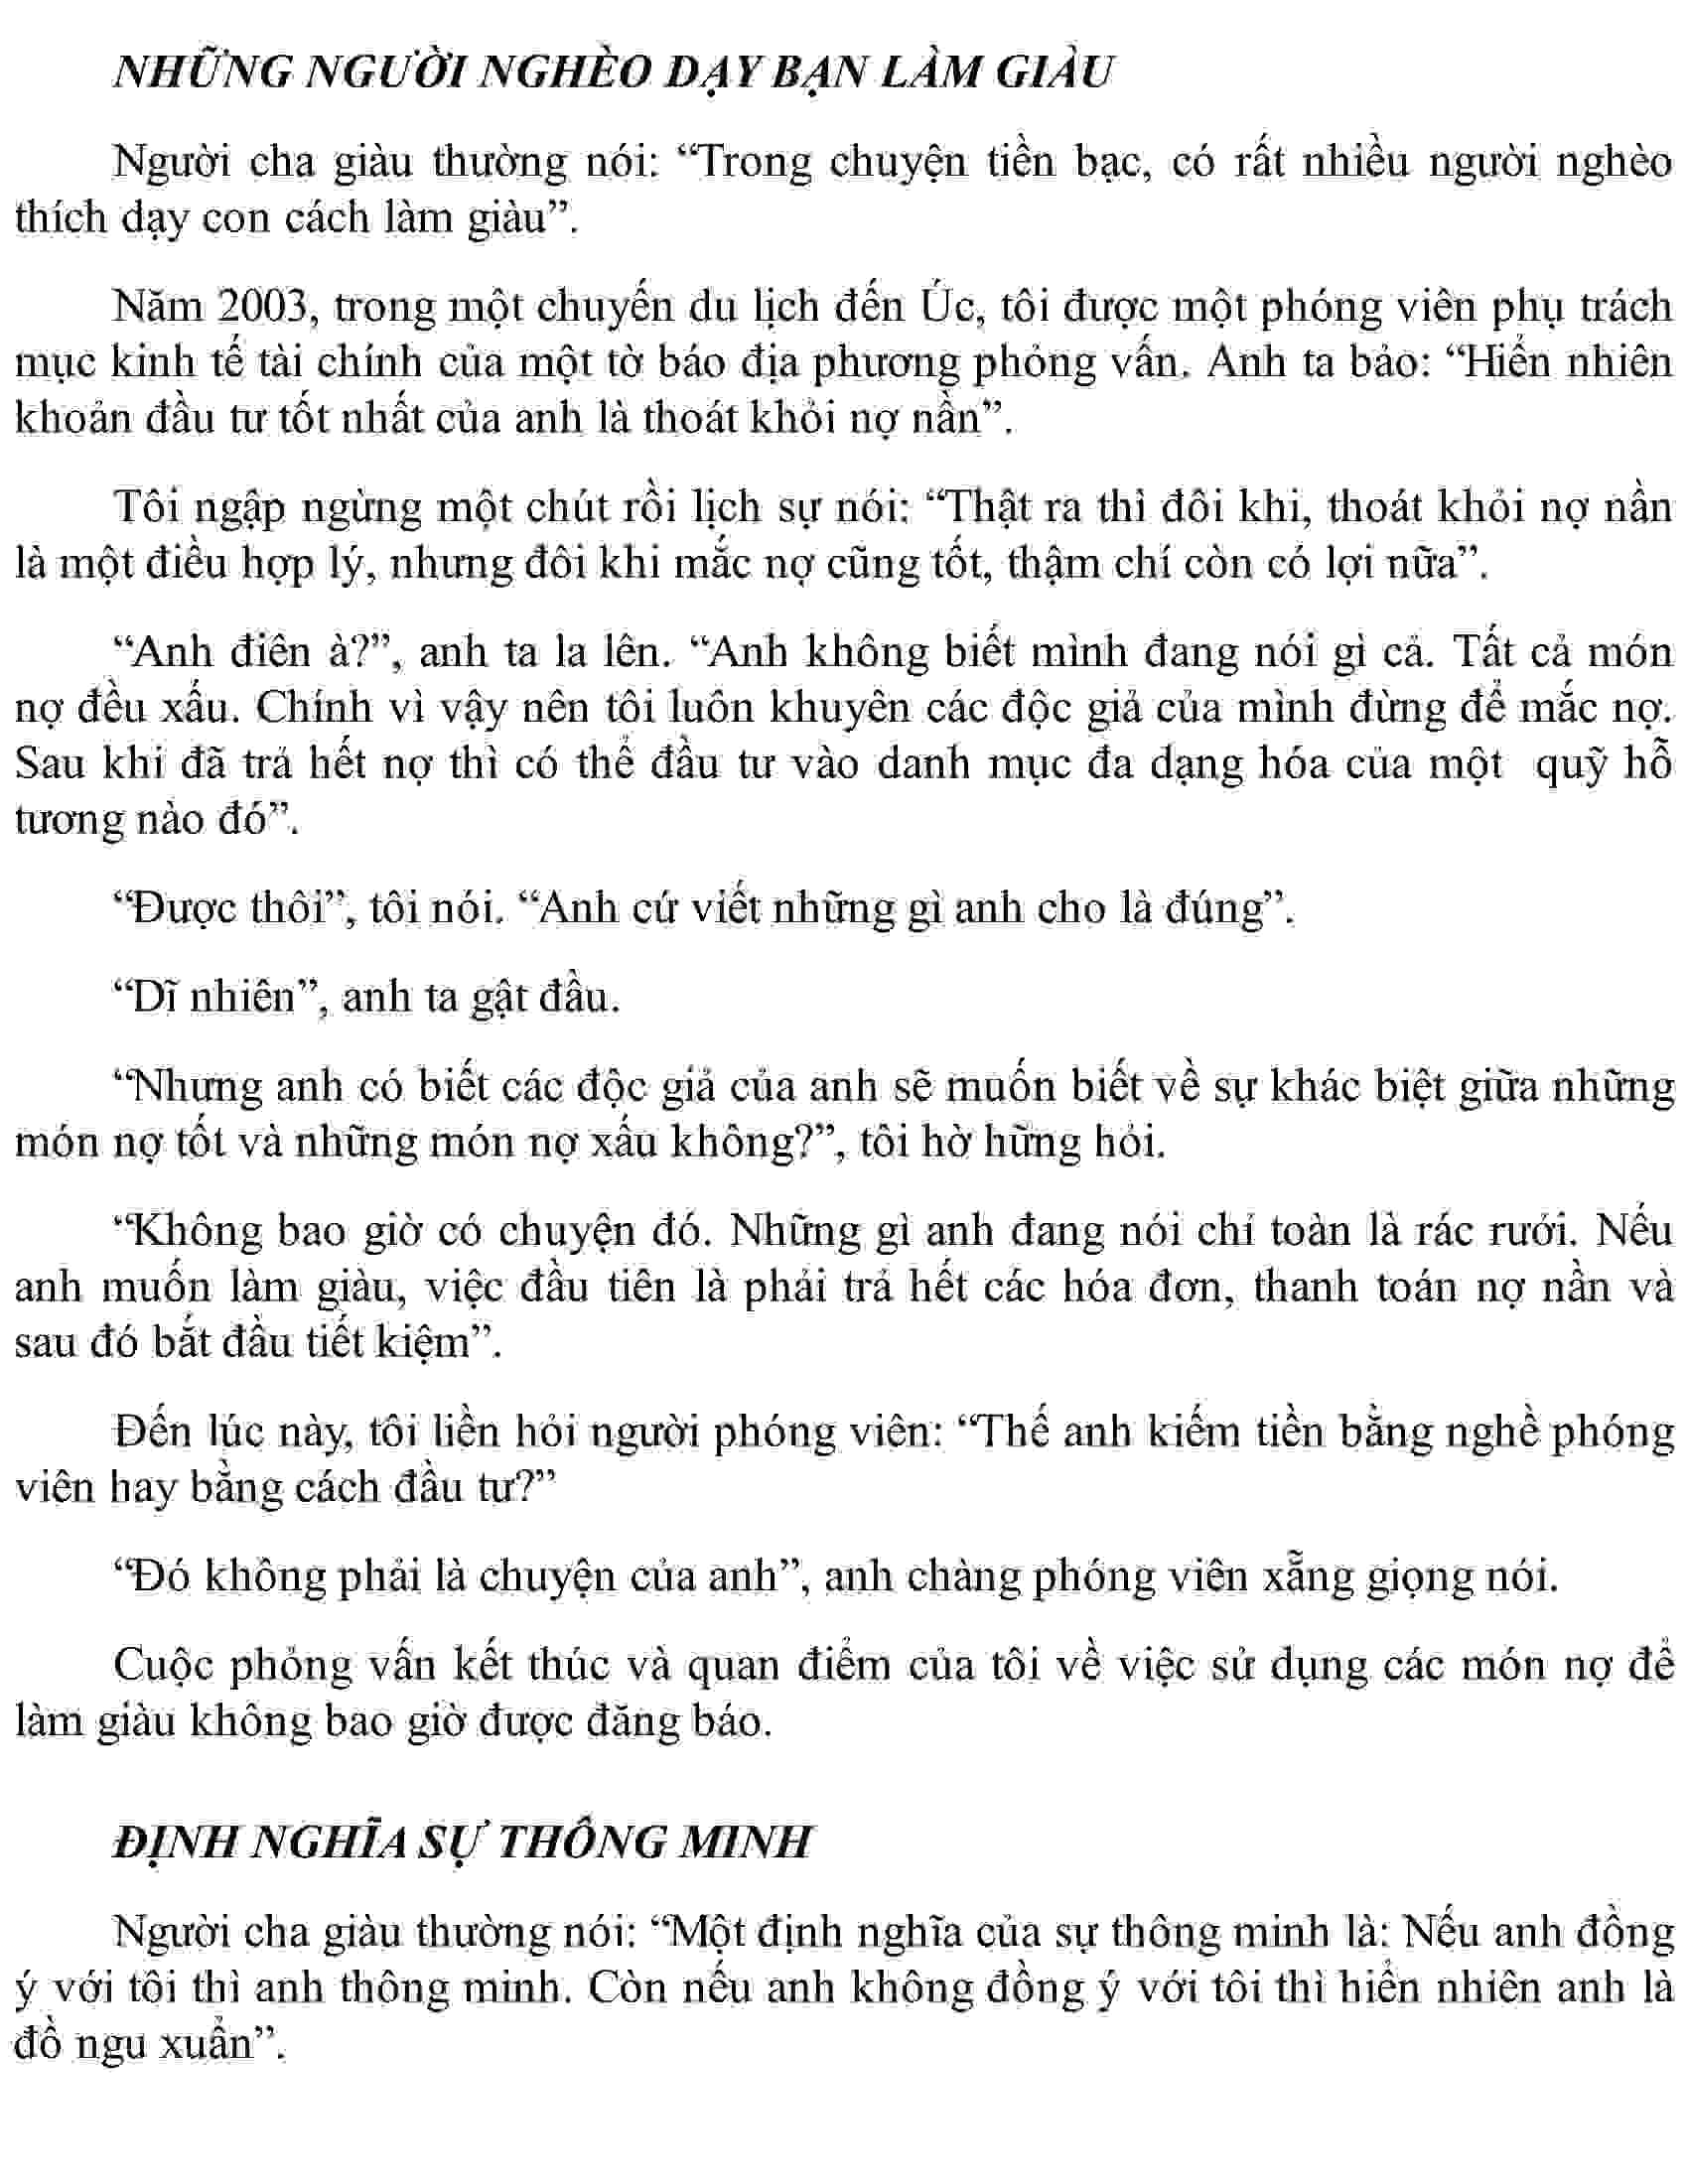 NHỮNG NGƯỜI NGHÈO DẠY BẠN LÀM GIÀU
Người cha giàu thường nói: “Trong chuyện tiền bạc, có rất nhiều người nghèo
thích dạy con cách làm giàu”.
Năm 2003, trong một chuyến du lịch đến Úc, tôi được một phóng viên phụ trách
mục kinh tế tài chính của một tờ báo địa phương phỏng vấn. Anh ta bảo: “Hiển nhiên
khoản đầu tư tốt nhất của anh là thoát khỏi nợ nần”.
Tôi ngập ngừng một chút rồi lịch sự nói: “Thật ra thì đôi khi, thoát khỏi nợ nần
là một điều hợp lý, nhưng đôi khi mắc nợ cũng tốt, thậm chí còn có lợi nữa”.
“Anh điên à?”, anh ta la lên. “Anh không biết mình đang nói gì cả. Tất cả món
nợ đều xấu. Chính vì vậy nên tôi luôn khuyên các độc giả của mình đừng để mắc nợ.
Sau khi đã trả hết nợ thì có thể đầu tư vào danh mục đa dạng hóa của một quỹ hỗ
tương nào đó”.
“Được thôi”, tôi nói. “Anh cứ viết những gì anh cho là đúng”.
“Dĩ nhiên”, anh ta gật đầu.
“Nhưng anh có biết các độc giả của anh sẽ muốn biết về sự khác biệt giữa những
món nợ tốt và những món nợ xấu không?”, tôi hờ hững hỏi.
“Không bao giờ có chuyện đó. Những gì anh đang nói chỉ toàn là rác rưởi. Nếu
anh muốn làm giàu, việc đầu tiên là phải trả hết các hóa đơn, thanh toán nợ nần và
sau đó bắt đầu tiết kiệm”.
Đến lúc này, tôi liền hỏi người phóng viên: “Thế anh kiếm tiền bằng nghề phóng
viên hay bằng cách đầu tư?”
“Đó không phải là chuyện của anh”, anh chàng phóng viên xẵng giọng nói.
Cuộc phỏng vấn kết thúc và quan điểm của tôi về việc sử dụng các món nợ để
làm giàu không bao giờ được đăng báo.
ĐỊNH NGHĨA SỰ THÔNG MINH
Người cha giàu thường nói: “Một định nghĩa của sự thông minh là: Nếu anh đồng
ý với tôi thì anh thông minh. Còn nếu anh không đồng ý với tôi thì hiển nhiên anh là
đồ ngu xuẩn”.